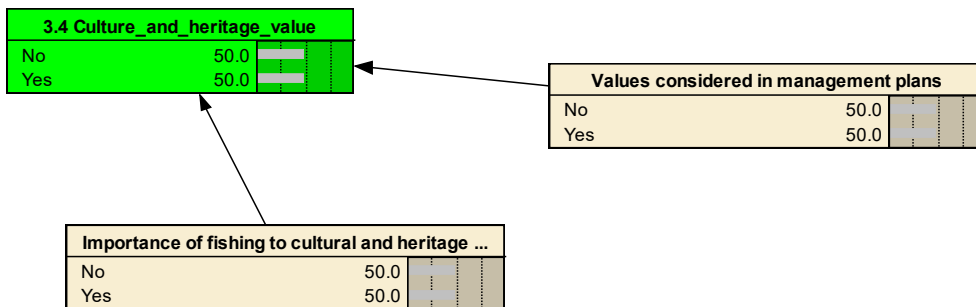 3.4 Culture_and_heritage_value
No 50.0
Yes 50.0
Values considered in management plans
No 50.0
Yes 50.0
Importance of fishing to cultural and heritage ...
No 50.0
Yes 50.0